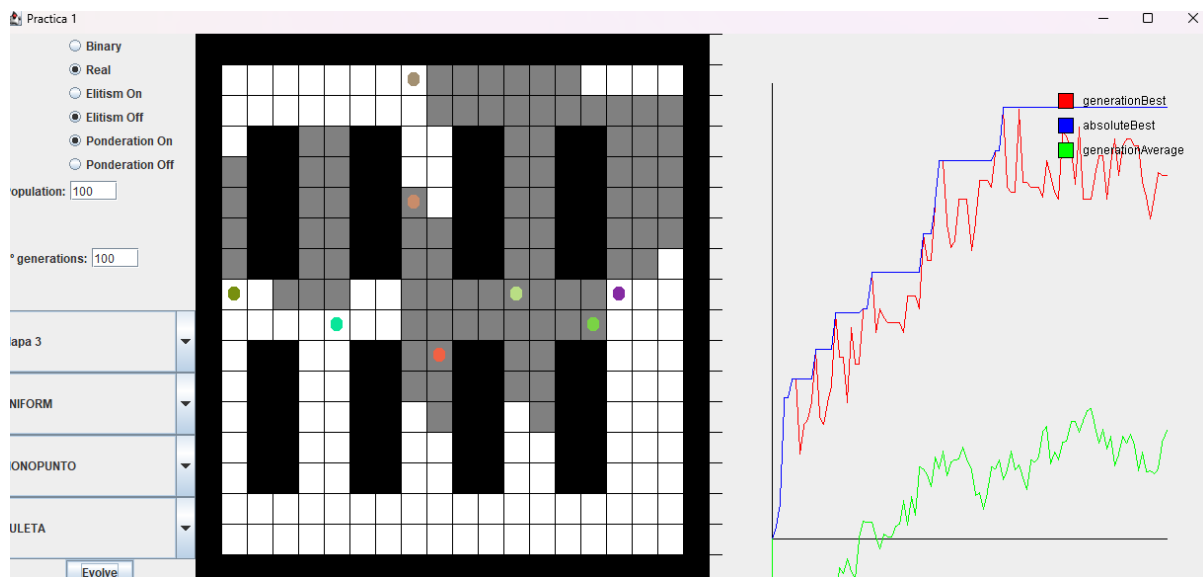 Practica 1
Binary
Real
Elitism On
Elitism Off
Ponderation On
Ponderation Off
opulation: 100
º generations: 100
apa 3
NIFORM
ONOPUNTO
ULETA
Evolve
generationBest
absoluteBest
generationAverage